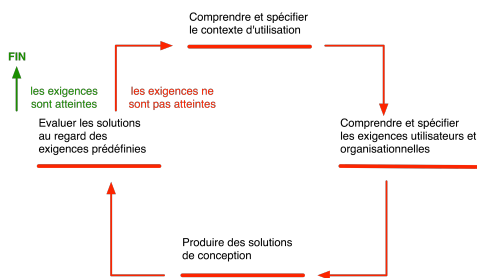 Comprendre et spécifier
le contexte d'utilisation
FIN
les exigences
sont atteintes
les exigences ne
sont pas atteintes
Evaluer les solutions
au regard des
exigences prédéfinies
Comprendre et spécifier
les exigences utilisateurs et
organisationnelles
Produire des solutions
de conception